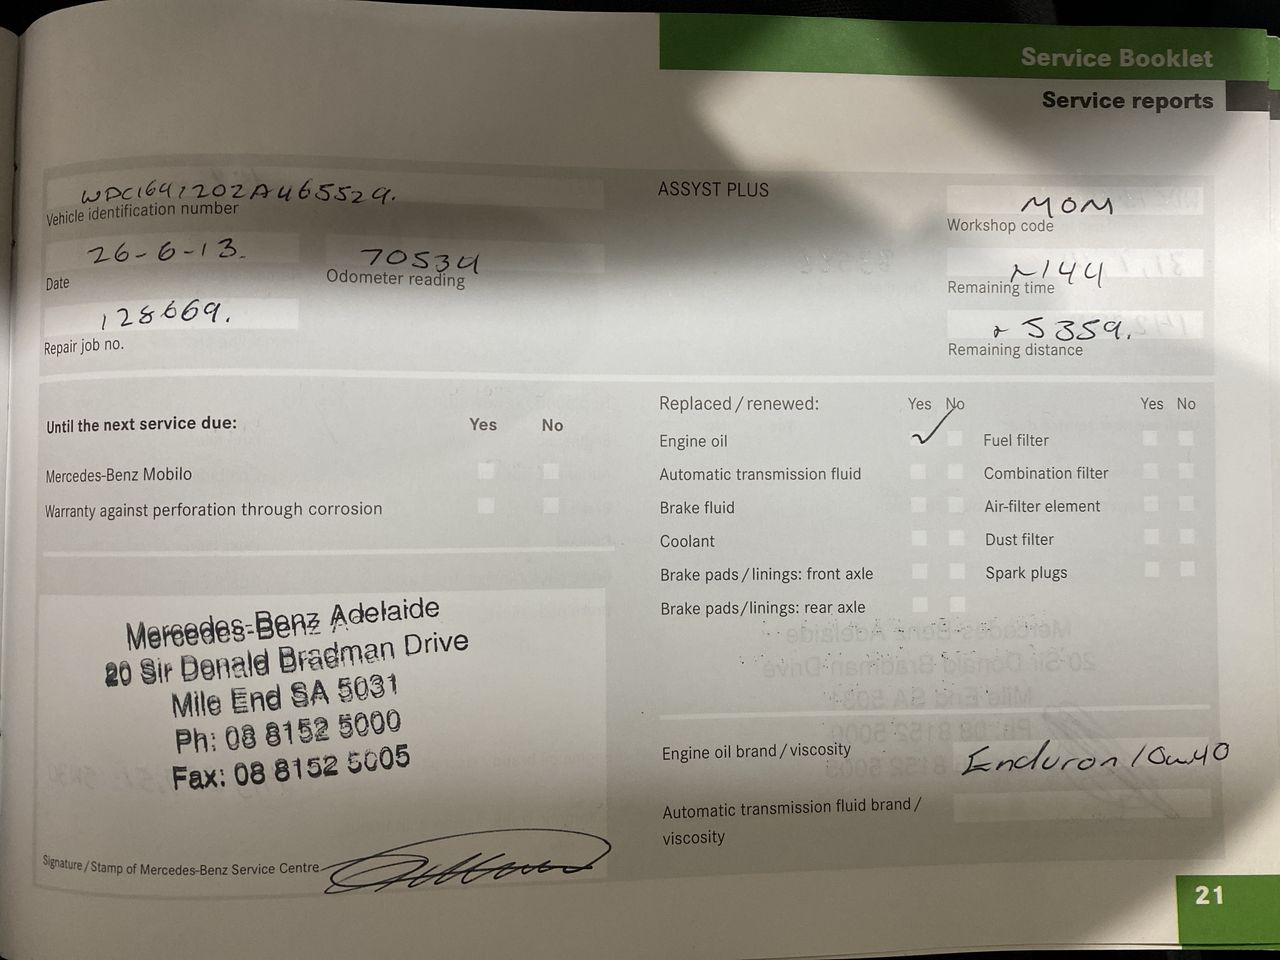 Service Booklet
Service reports
WDC1641202A465529.
Vehicle identification number
26-6-13.
Date
70534
Odometer reading
128669.
Repair job no.
ASSYST PLUS
MOM
Workshop code
144
Remaining time
5359.
Remaining distance
Until the next service due: Yes No
Mercedes-Benz Mobilo
Warranty against perforation through corrosion
Replaced / renewed: Yes No
Engine oil ✓
Automatic transmission fluid
Brake fluid
Coolant
Brake pads / linings: front axle
Brake pads/linings: rear axle
Yes No
Fuel filter
Combination filter
Air-filter element
Dust filter
Spark plugs
Mercedes-Benz Adelaide
20 Sir Donald Bradman Drive
Mile End SA 5031
Ph: 08 8152 5000
Fax: 08 8152 5005
Signature / Stamp of Mercedes-Benz Service Centre
Engine oil brand / viscosity
Enduron 10w40
Automatic transmission fluid brand /
viscosity
21